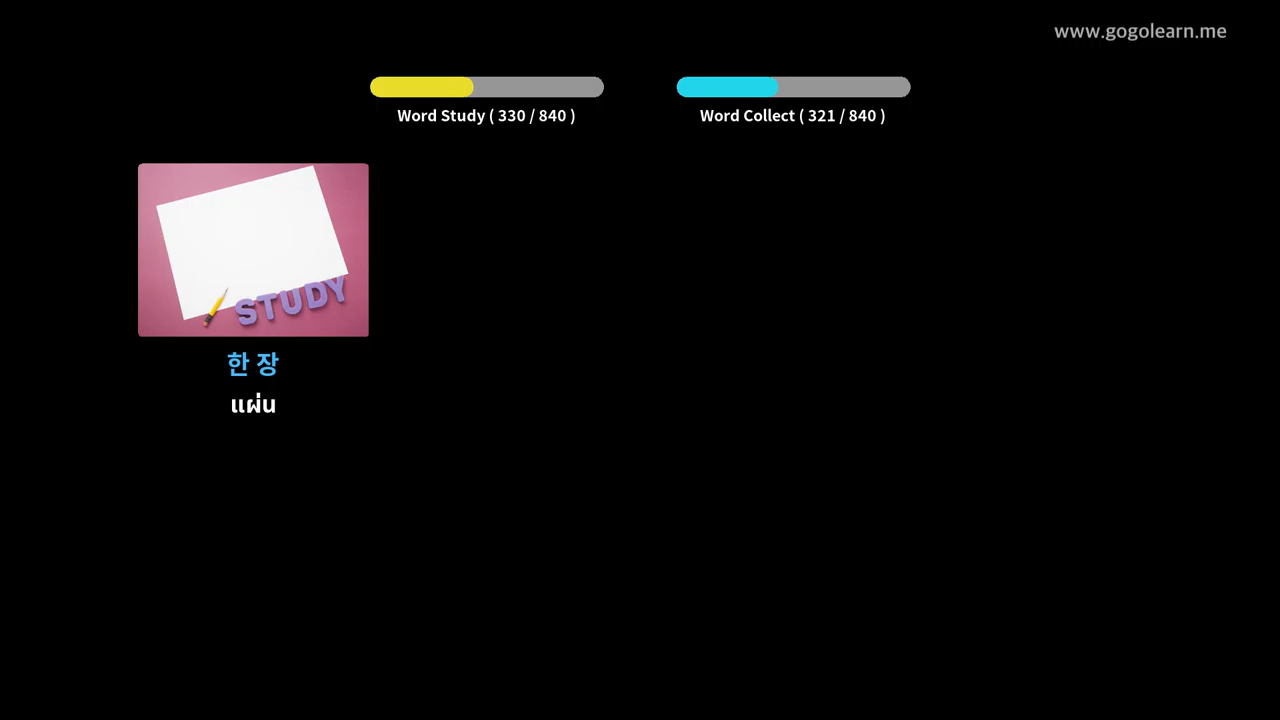 www.gogolearn.me
Word Study ( 330 / 840 )
Word Collect ( 321 / 840 )
STUDY
한 장
แผ่น